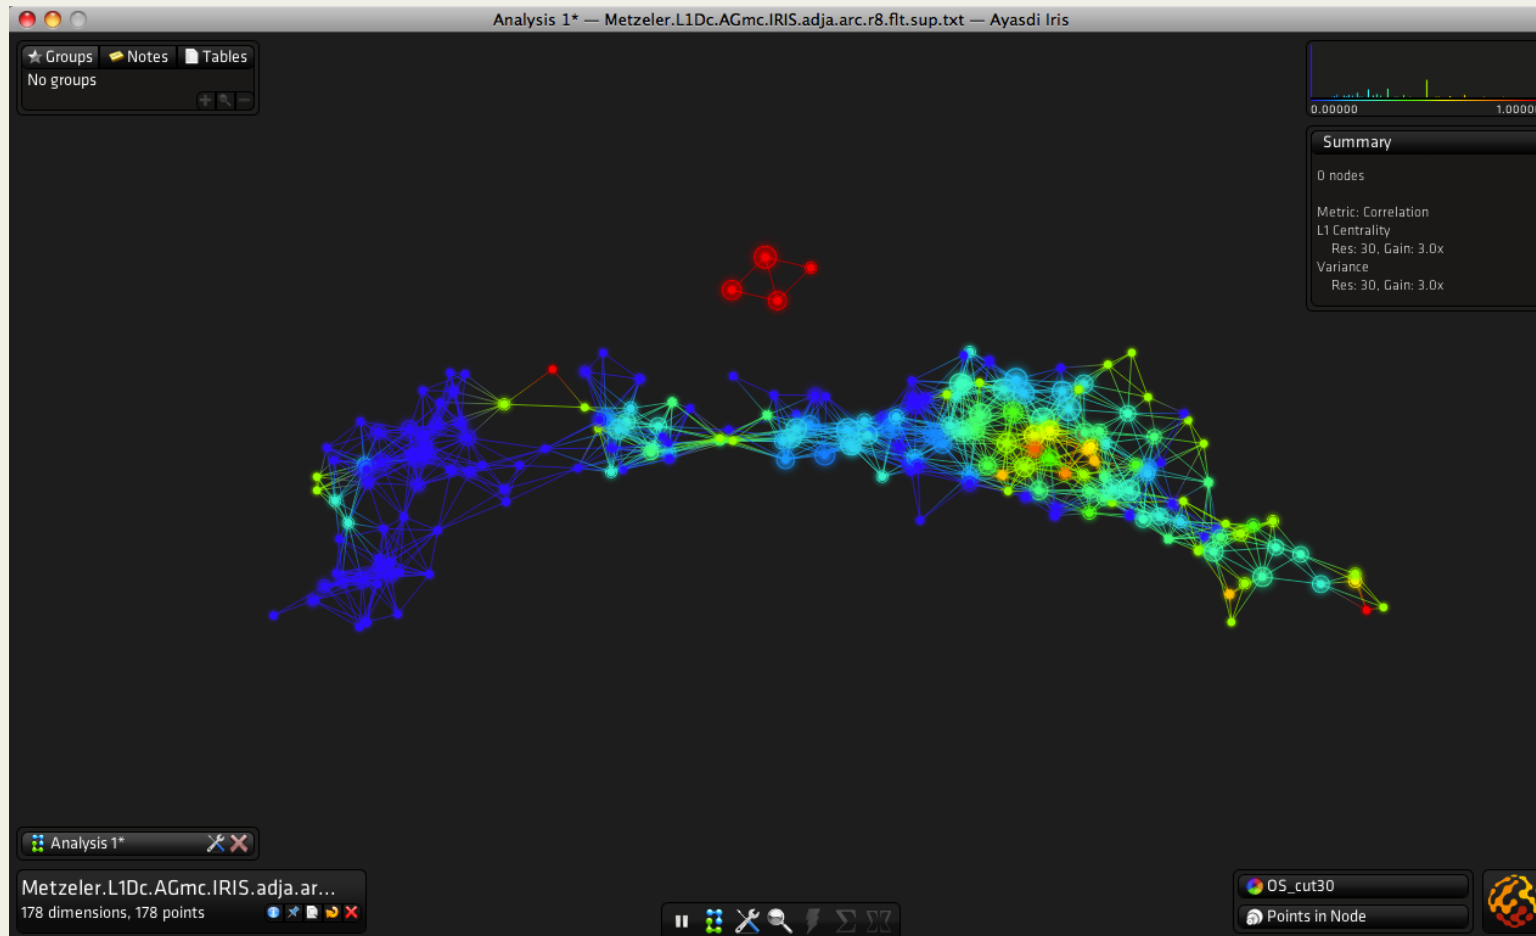 Analysis 1* — Metzeler.L1Dc.AGmc.IRIS.adja.arc.r8.flt.sup.txt — Ayasdi Iris
Groups Notes Tables
No groups
0.00000 1.0000
Summary
0 nodes
Metric: Correlation
L1 Centrality
Res: 30, Gain: 3.0x
Variance
Res: 30, Gain: 3.0x
Analysis 1*
Metzeler.L1Dc.AGmc.IRIS.adja.ar...
178 dimensions, 178 points
OS_cut30
Points in Node